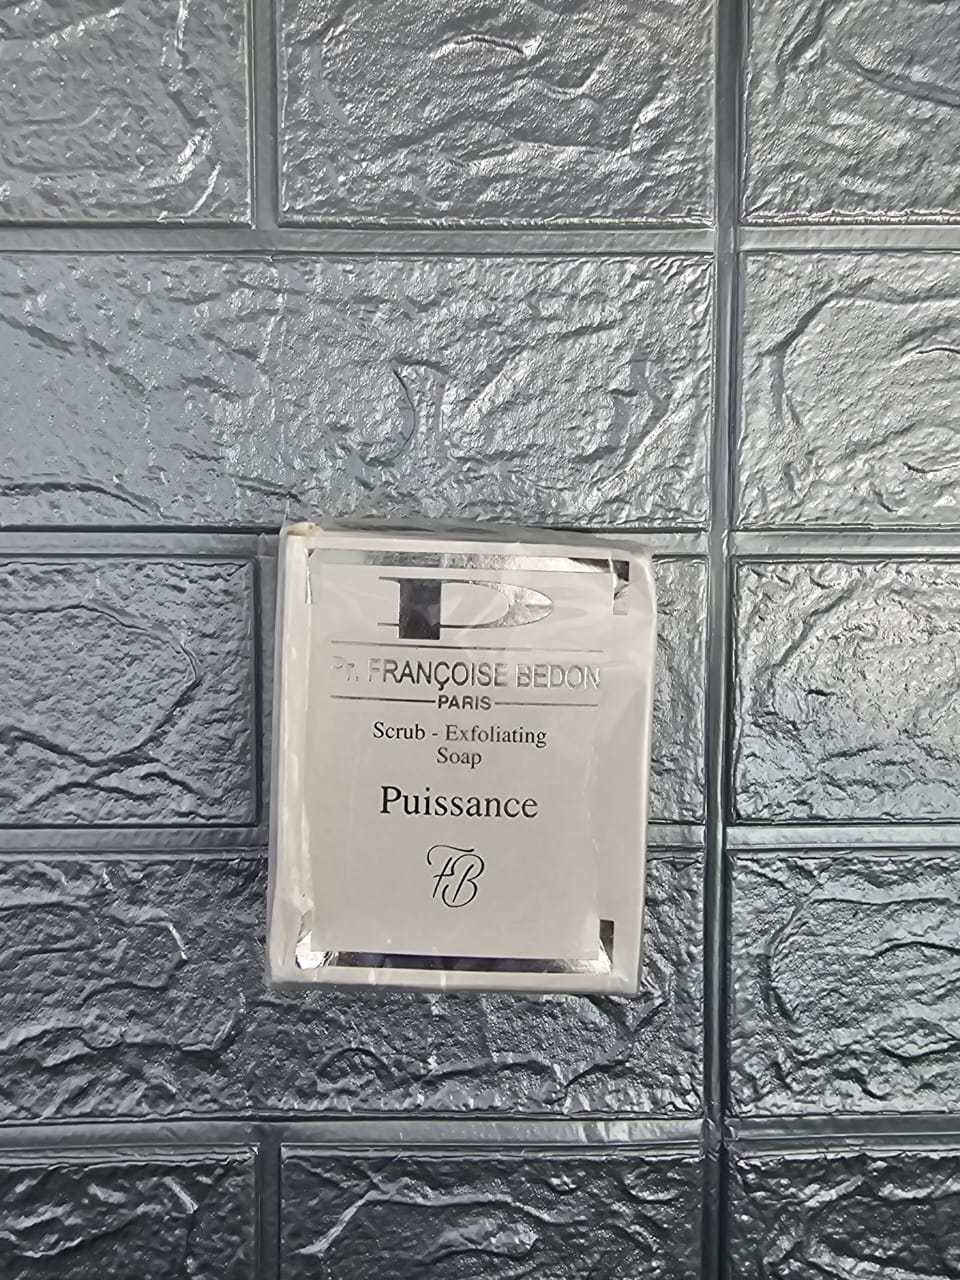 Pr. FRANÇOISE BEDON
PARIS
Scrub - Exfoliating
Soap
Puissance
FB